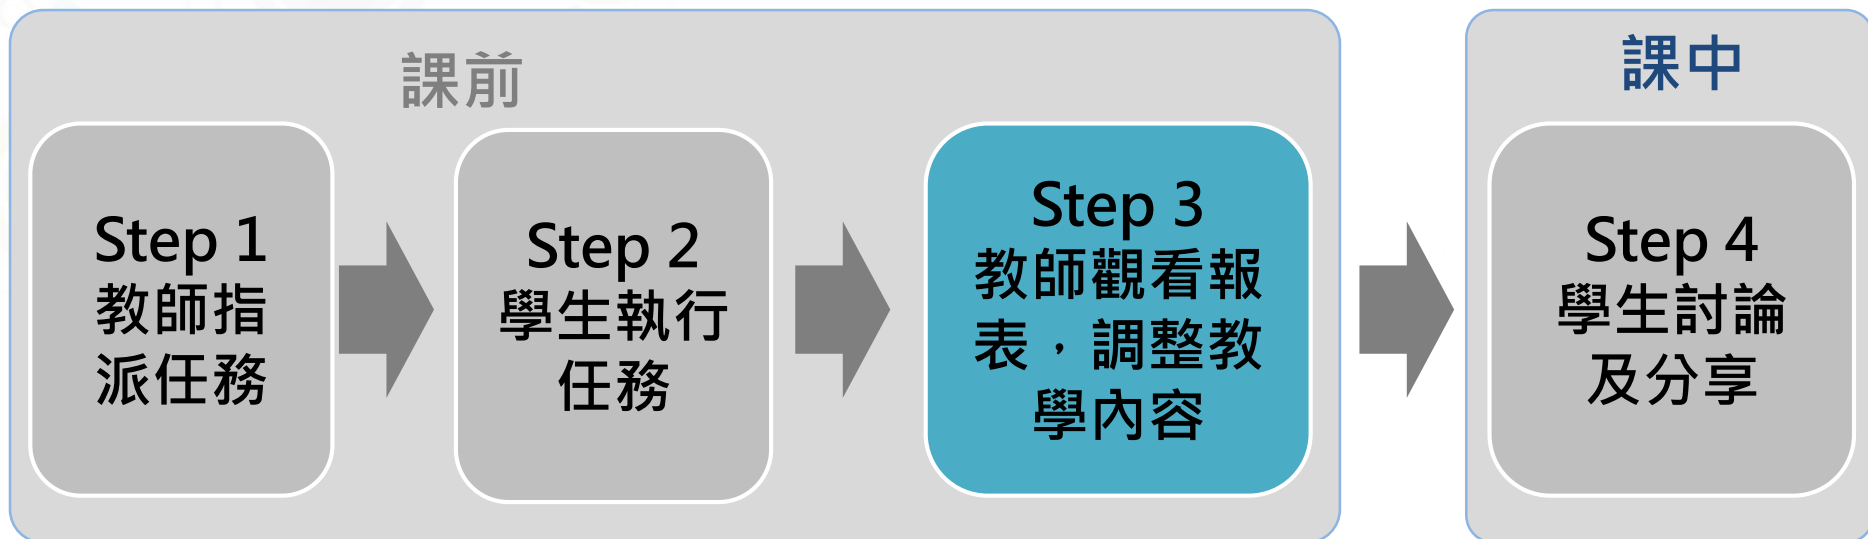 課前
Step 1
教師指
派任務
Step 2
學生執行
任務
Step 3
教師觀看報
表，調整教
學內容
課中
Step 4
學生討論
及分享